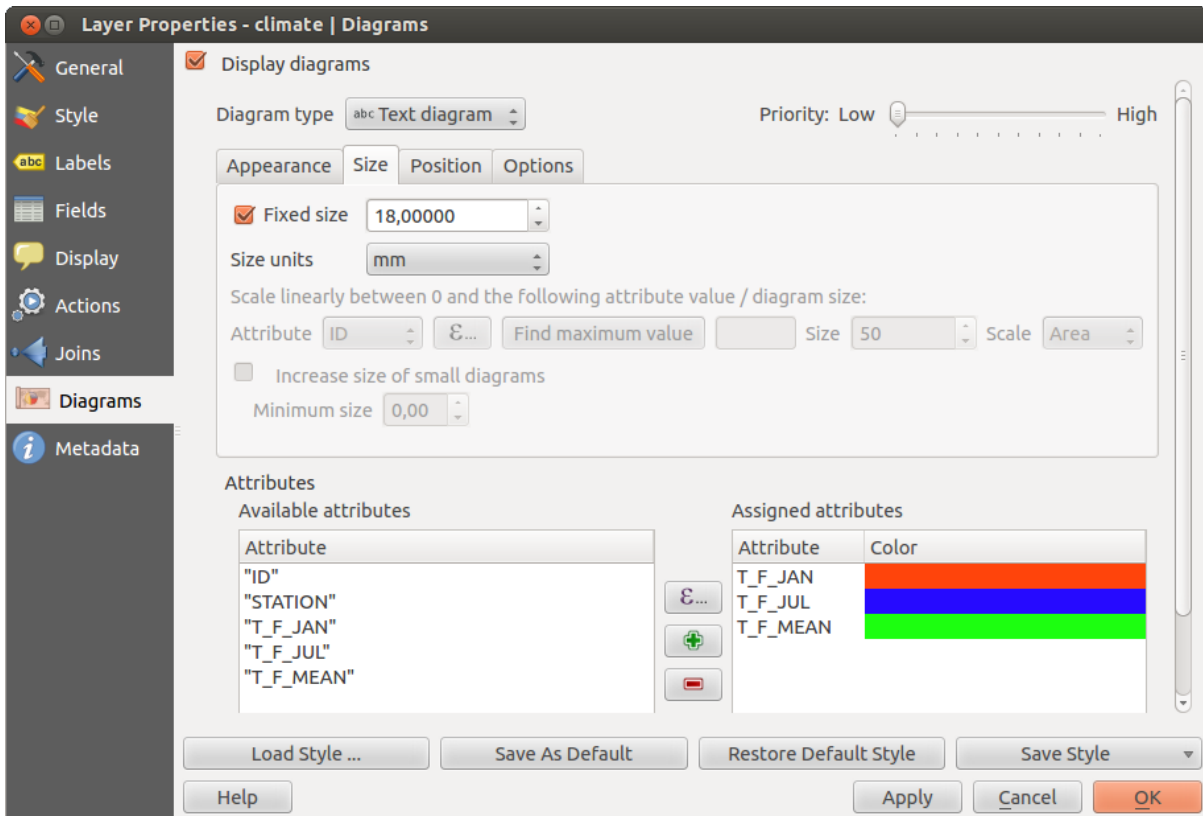 Layer Properties - climate | Diagrams
General
Style
abc Labels
Fields
Display
Actions
Joins
Diagrams
Metadata
Display diagrams
Diagram type abc Text diagram Priority: Low High
Appearance Size Position Options
Fixed size 18,00000
Size units mm
Scale linearly between 0 and the following attribute value / diagram size:
Attribute ID ε... Find maximum value Size 50 Scale Area
Increase size of small diagrams
Minimum size 0,00
Attributes
Available attributes
Attribute
"ID"
"STATION"
"T_F_JAN"
"T_F_JUL"
"T_F_MEAN"
ε...
Assigned attributes
Attribute Color
T_F_JAN
T_F_JUL
T_F_MEAN
Load Style ... Save As Default Restore Default Style Save Style
Help Apply Cancel OK